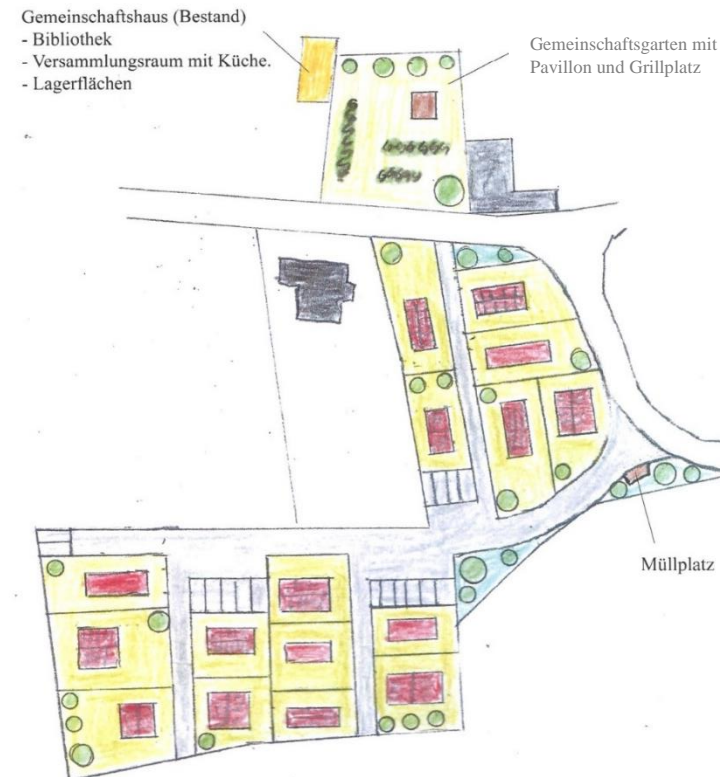 Gemeinschaftshaus (Bestand)
- Bibliothek
- Versammlungsraum mit Küche.
- Lagerflächen
Gemeinschaftsgarten mit
Pavillon und Grillplatz
Müllplatz